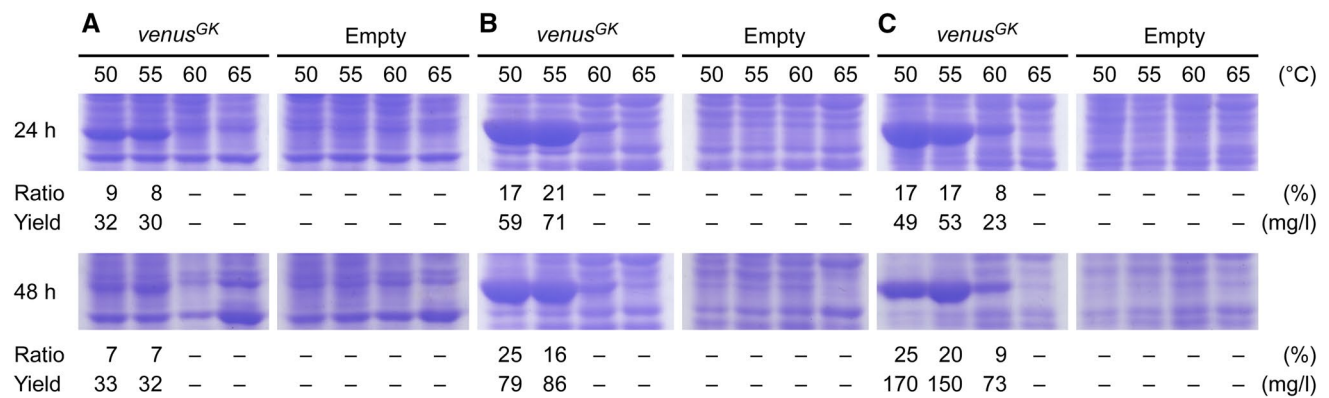 A B C
venusGK Empty venusGK Empty venusGK Empty
50 55 60 65 50 55 60 65 50 55 60 65 50 55 60 65 50 55 60 65 50 55 60 65 (°C)
24 h
Ratio 9 8 – – – – – – 17 21 – – – – – – 17 17 8 – – – – – (%)
Yield 32 30 – – – – – – 59 71 – – – – – – 49 53 23 – – – – – (mg/l)
48 h
Ratio 7 7 – – – – – – 25 16 – – – – – – 25 20 9 – – – – – (%)
Yield 33 32 – – – – – – 79 86 – – – – – – 170 150 73 – – – – – (mg/l)